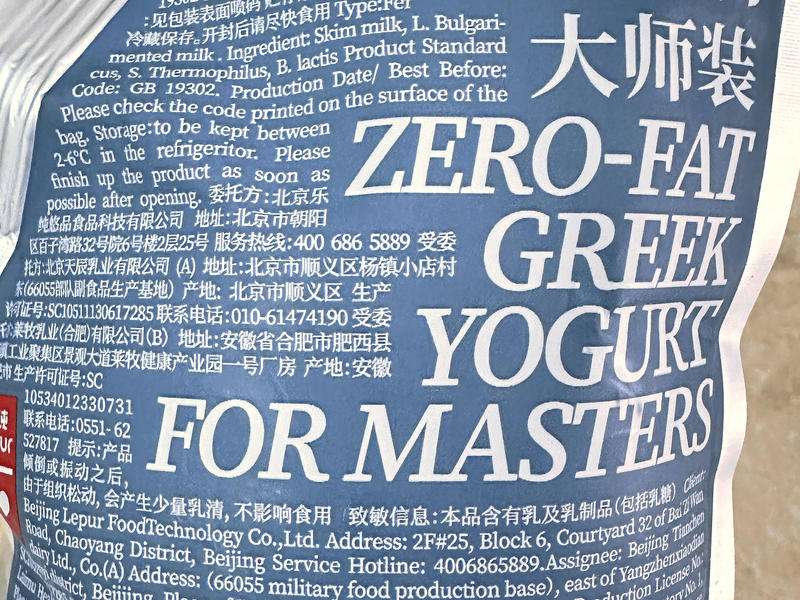 :见包装表面喷码
冷藏保存。开封后请尽快食用 Type:Fer
mented milk . Ingredient: Skim milk, L. Bulgari-
cus, S. Thermophilus, B. lactis Product Standard
Code: GB 19302. Production Date/ Best Before:
Please check the code printed on the surface of the
bag. Storage:to be kept between
2-6°C in the refrigeritor. Please
finish up the product as soon as
possible after opening. 委托方:北京乐
纯悠品食品科技有限公司 地址:北京市朝阳
区百子湾路32号院6号楼2层25号 服务热线:400 686 5889 受委
托方:北京天辰乳业有限公司 (A) 地址:北京市顺义区杨镇小店村
东(66055部队副食品生产基地) 产地: 北京市顺义区 生产
许可证号:SC10511130617285 联系电话:010-61474190 受委
托方:莱牧乳业(合肥)有限公司(B) 地址:安徽省合肥市肥西县
工业聚集区景观大道莱牧健康产业园一号厂房 产地:安徽
生产许可证号:SC
10534012330731
联系电话:0551-62
527817 提示:产品
倾倒或振动之后,
由于组织松动, 会产生少量乳清, 不影响食用 致敏信息:本品含有乳及乳制品(包括乳糖) Client:
Beijing Lepur FoodTechnology Co.,Ltd. Address: 2F#25, Block 6, Courtyard 32 of Bai Zi Wan
Road, Chaoyang District, Beijing Service Hotline: 4006865889.Assignee: Beijing Tianchen
dairy Ltd., Co.(A) Address: (66055 military food production base), east of Yangzhenxiaodian
district, Beijing,
大师装
ZERO-FAT
GREEK
YOGURT
FOR MASTERS
纯